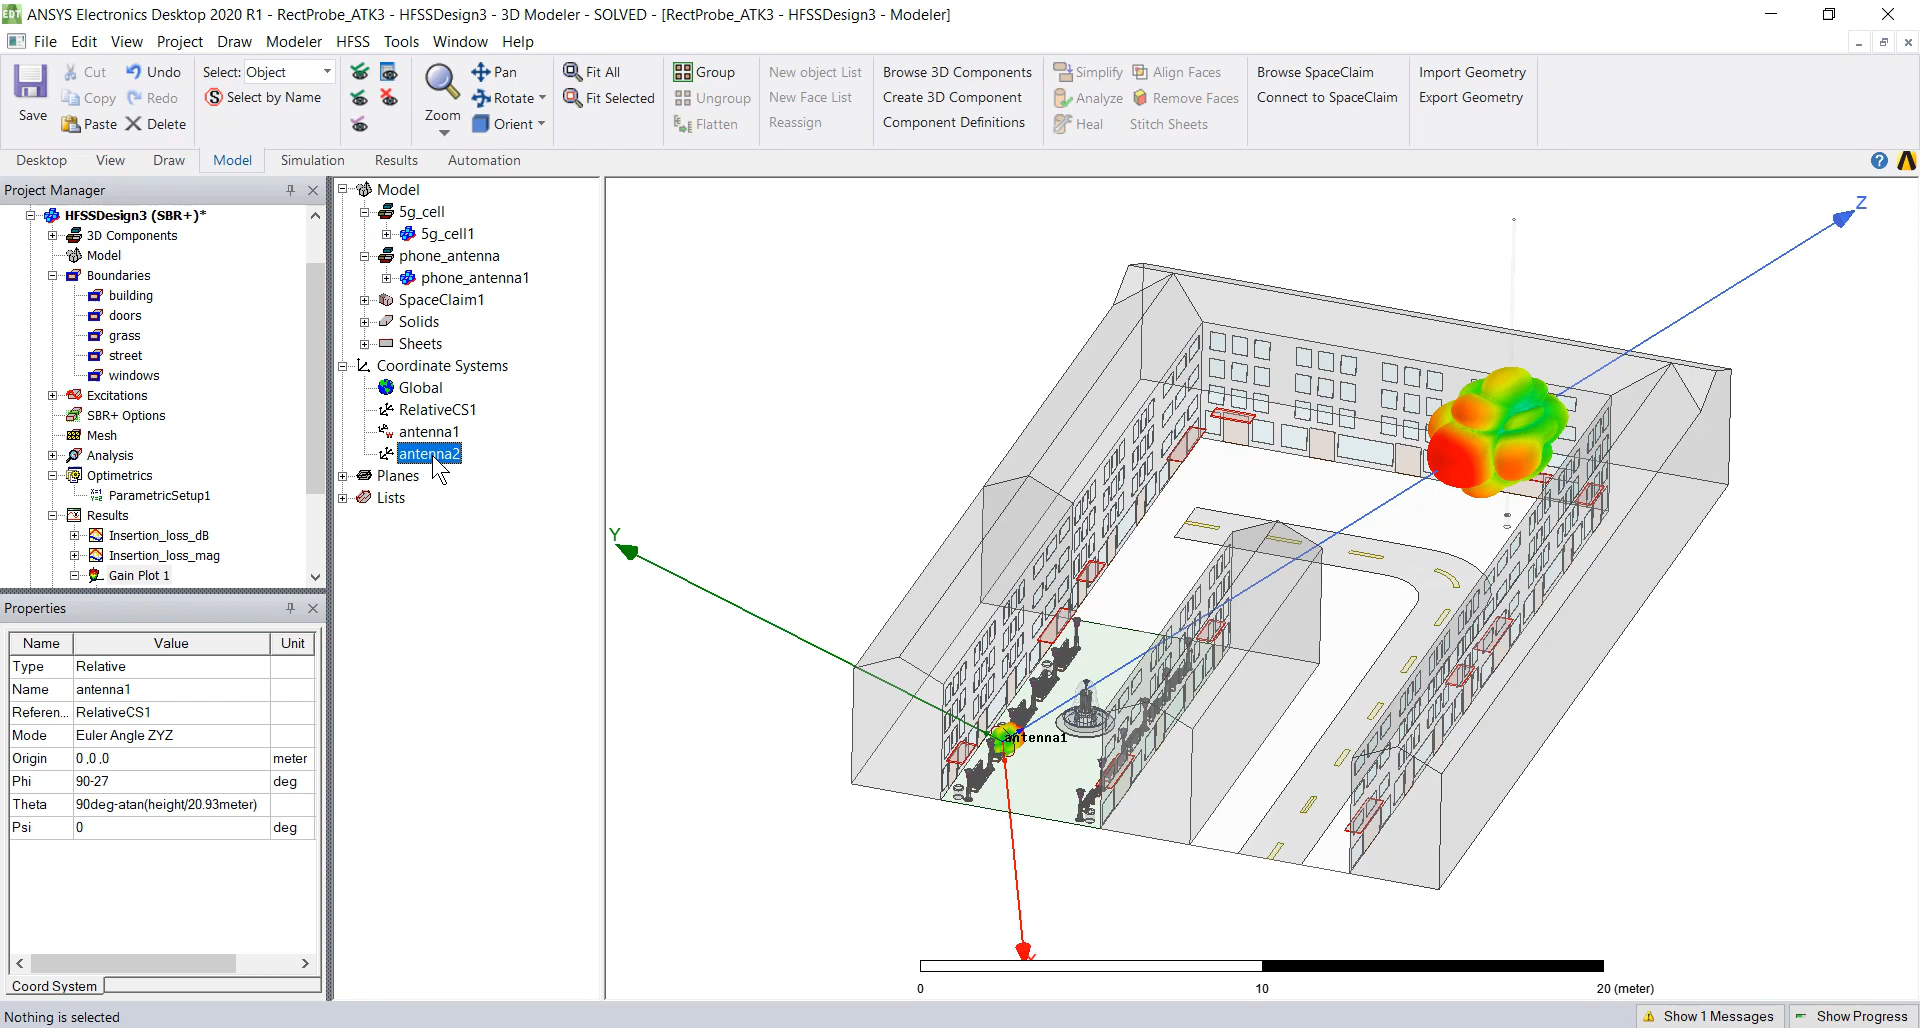 EDT ANSYS Electronics Desktop 2020 R1 - RectProbe_ATK3 - HFSSDesign3 - 3D Modeler - SOLVED - [RectProbe_ATK3 - HFSSDesign3 - Modeler]
File Edit View Project Draw Modeler HFSS Tools Window Help
Save
Cut
Copy
Paste
Undo
Redo
Delete
Select: Object
Select by Name
Zoom
Pan
Rotate
Orient
Fit All
Fit Selected
Group
Ungroup
Flatten
New object List
New Face List
Reassign
Browse 3D Components
Create 3D Component
Component Definitions
Simplify
Analyze
Heal
Align Faces
Remove Faces
Stitch Sheets
Browse SpaceClaim
Connect to SpaceClaim
Import Geometry
Export Geometry
Desktop View Draw Model Simulation Results Automation
Project Manager
HFSSDesign3 (SBR+)*
3D Components
Model
Boundaries
building
doors
grass
street
windows
Excitations
SBR+ Options
Mesh
Analysis
Optimetrics
ParametricSetup1
Results
Insertion_loss_dB
Insertion_loss_mag
Gain Plot 1
Properties
Name Value Unit
Type Relative
Name antenna1
Referen... RelativeCS1
Mode Euler Angle ZYZ
Origin 0 ,0 ,0 meter
Phi 90-27 deg
Theta 90deg-atan(height/20.93meter)
Psi 0 deg
Coord System
Model
5g_cell
5g_cell1
phone_antenna
phone_antenna1
SpaceClaim1
Solids
Sheets
Coordinate Systems
Global
RelativeCS1
antenna1
antenna2
Planes
Lists
Z
Y
antenna1
0 10 20 (meter)
Nothing is selected
Show 1 Messages
Show Progress